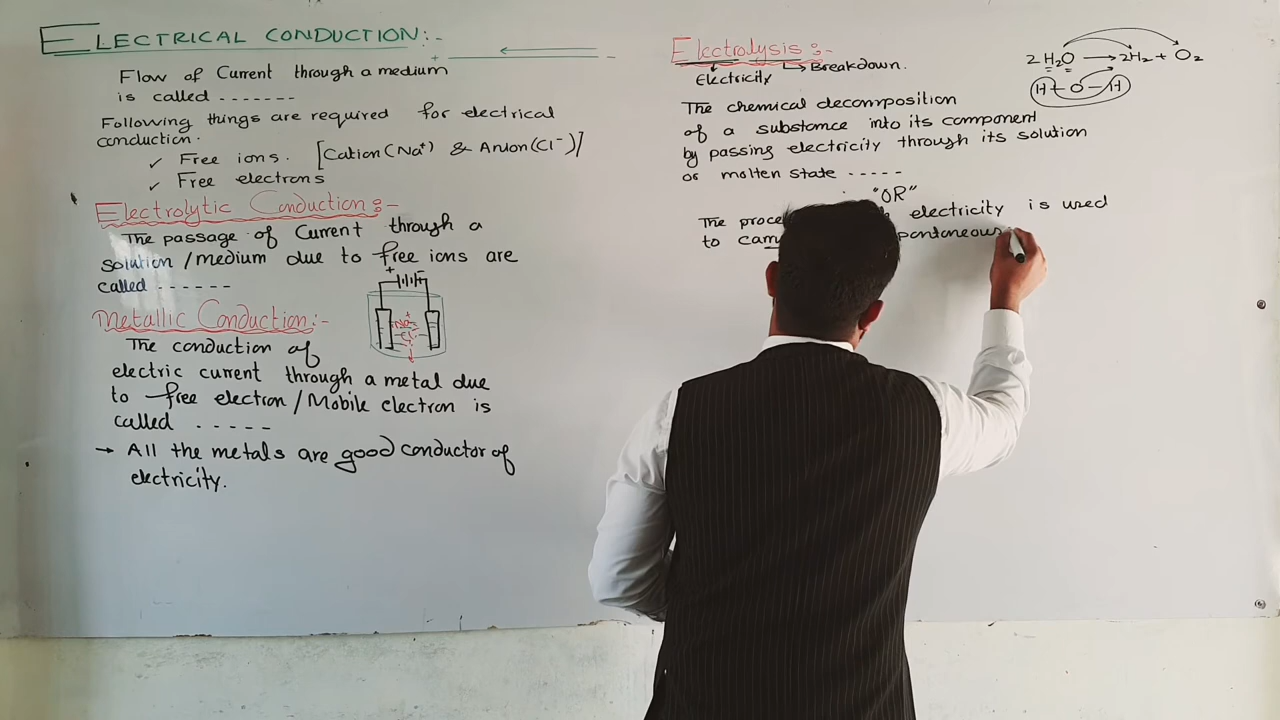 ELECTRICAL CONDUCTION:-
+ -
Flow of Current through a medium
is called -------
Following things are required for electrical
conduction.
✓ Free ions. [Cation (Na⁺) & Anion (Cl⁻)]
✓ Free electrons
Electrolytic Conduction:-
The passage of Current through a
solution/medium due to free ions are
called ------
+ -
Na⁺
Cl⁻
Metallic Conduction:-
The conduction of
electric current through a metal due
to free electron/Mobile electron is
called -----
→ All the metals are good conductor of
electricity.
Electrolysis:-
Electricity → Breakdown.
2H₂O → 2H₂ + O₂
H-O-H
The chemical decomposition
of a substance into its component
by passing electricity through its solution
or molten state -----
"OR"
The electricity is used
to